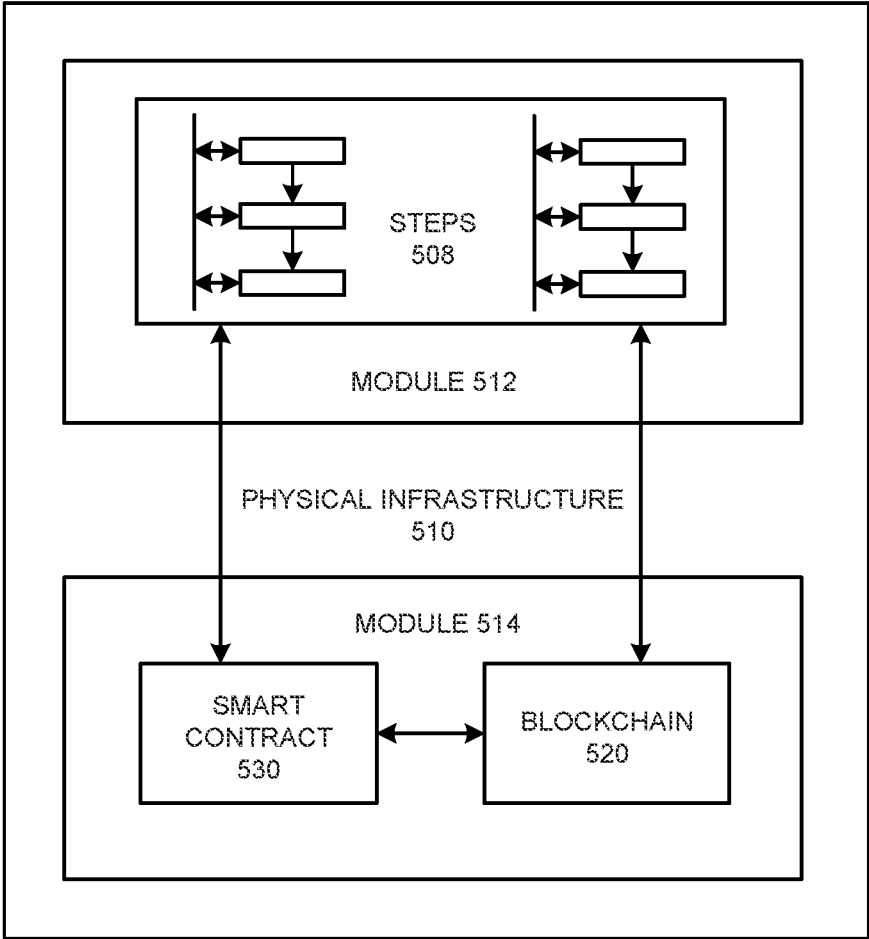 STEPS
508
MODULE 512
PHYSICAL INFRASTRUCTURE
510
MODULE 514
SMART
CONTRACT
530
BLOCKCHAIN
520